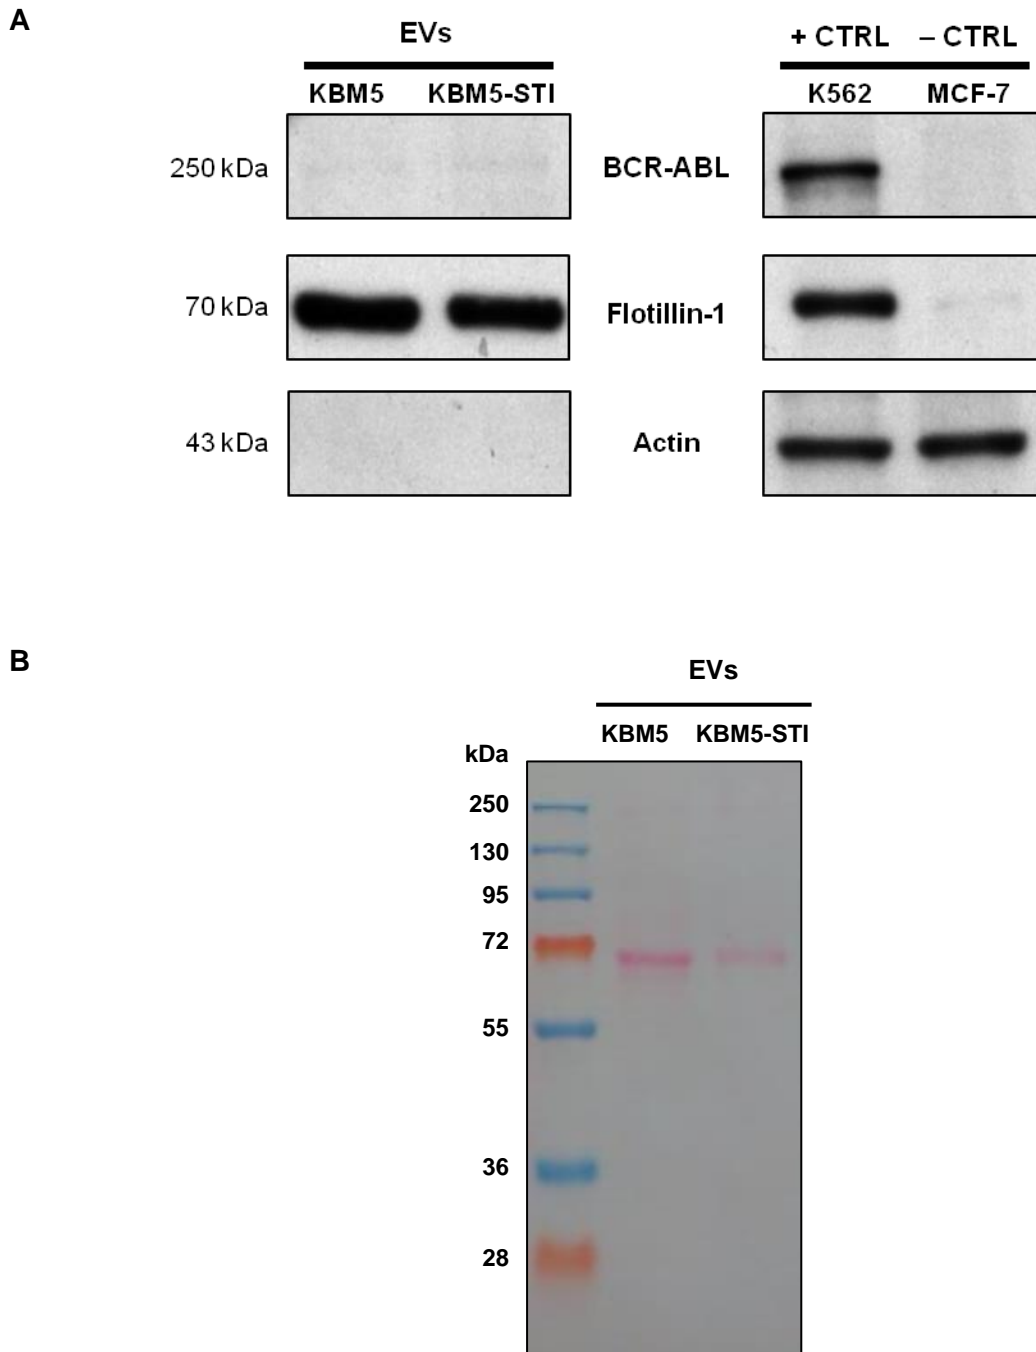 A
EVs
+ CTRL – CTRL
KBM5 KBM5-STI
K562 MCF-7
250 kDa
BCR-ABL
70 kDa
Flotillin-1
43 kDa
Actin
B
EVs
KBM5 KBM5-STI
kDa
250
130
95
72
55
36
28